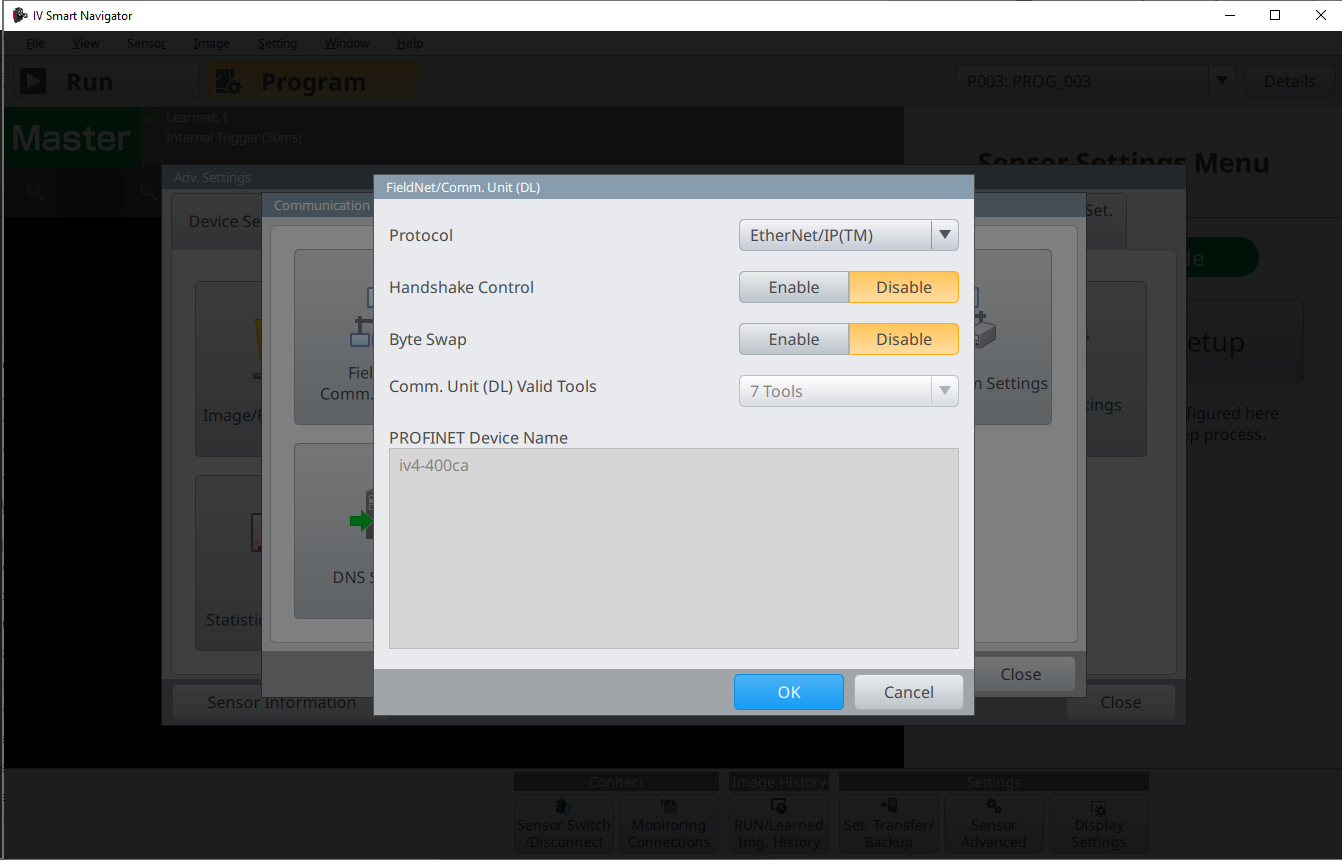 IV Smart Navigator
File View Sensor Image Setting Window Help
Run Program P003: PROG_003 Details
Master
Learned: 1
Internal Trigger (50ms)
Sensor Settings Menu
Adv. Settings
Communication
FieldNet/Comm. Unit (DL)
Device Se
Set.
Protocol EtherNet/IP(TM)
Handshake Control Enable Disable
Byte Swap Enable Disable
Comm. Unit (DL) Valid Tools 7 Tools
PROFINET Device Name
iv4-400ca
OK Cancel
Fiel
Comm.
Image/
DNS S
Statistic
Settings
tings
etup
figured here
ep process.
Close
Sensor Information
Close
Connect Image History Settings
Sensor Switch
/Disconnect
Monitoring
Connections
RUN/Learned
Img. History
Set. Transfer/
Backup
Sensor
Advanced
Display
Settings